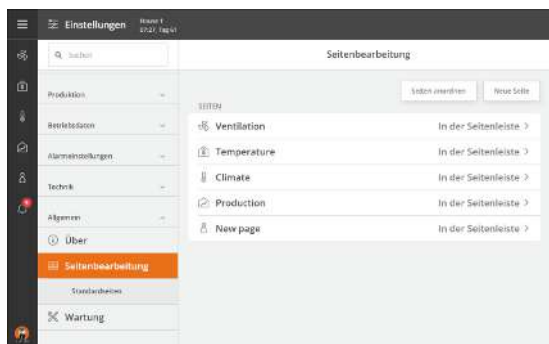 Einstellungen
House 1
Suchen
Seitenbearbeitung
Produktion
Seiten anordnen
Neue Seite
SEITEN
Betriebsdaten
Ventilation
In der Seitenleiste
Alarmeinstellungen
Temperature
In der Seitenleiste
Climate
In der Seitenleiste
Technik
Production
In der Seitenleiste
Allgemein
New page
In der Seitenleiste
Über
Seitenbearbeitung
Standardseiten
Wartung